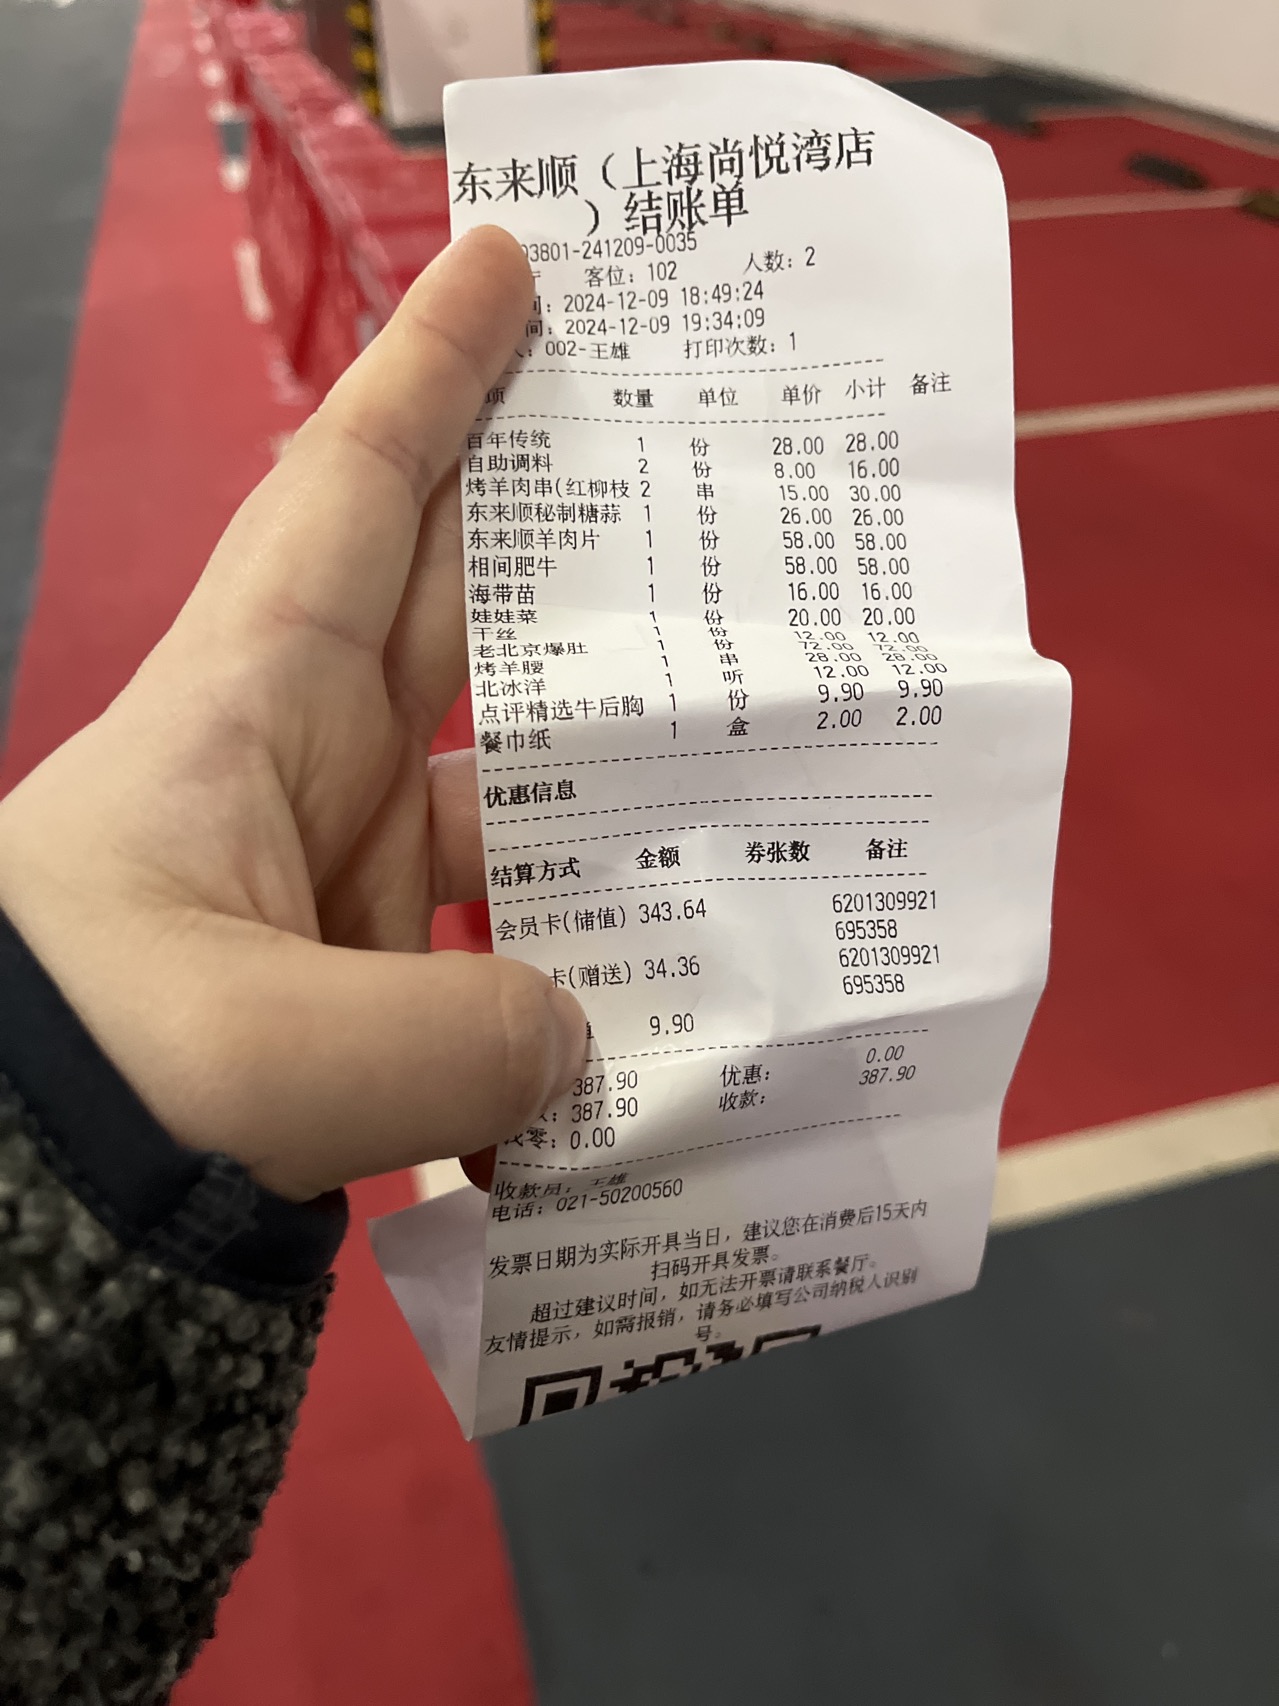 东来顺（上海尚悦湾店
）结账单
03801-241209-0035
客位：102 人数：2
间：2024-12-09 18:49:24
间：2024-12-09 19:34:09
人：002-王雄 打印次数：1
项 数量 单位 单价 小计 备注
百年传统 1 份 28.00 28.00
自助调料 2 份 8.00 16.00
烤羊肉串(红柳枝 2 串 15.00 30.00
东来顺秘制糖蒜 1 份 26.00 26.00
东来顺羊肉片 1 份 58.00 58.00
相间肥牛 1 份 58.00 58.00
海带苗 1 份 16.00 16.00
娃娃菜 1 份 20.00 20.00
干丝 1 份 12.00 12.00
老北京爆肚 1 份 72.00 72.00
烤羊腰 1 串 28.00 28.00
北冰洋 1 听 12.00 12.00
点评精选牛后胸 1 份 9.90 9.90
餐巾纸 1 盒 2.00 2.00
优惠信息
结算方式 金额 券张数 备注
会员卡(储值) 343.64 6201309921
695358
卡(赠送) 34.36 6201309921
695358
9.90
387.90 优惠： 0.00
：387.90 收款： 387.90
找零：0.00
收款员：王雄
电话：021-50200560
发票日期为实际开具当日，建议您在消费后15天内
扫码开具发票。
超过建议时间，如无法开票请联系餐厅。
友情提示，如需报销，请务必填写公司纳税人识别
号。